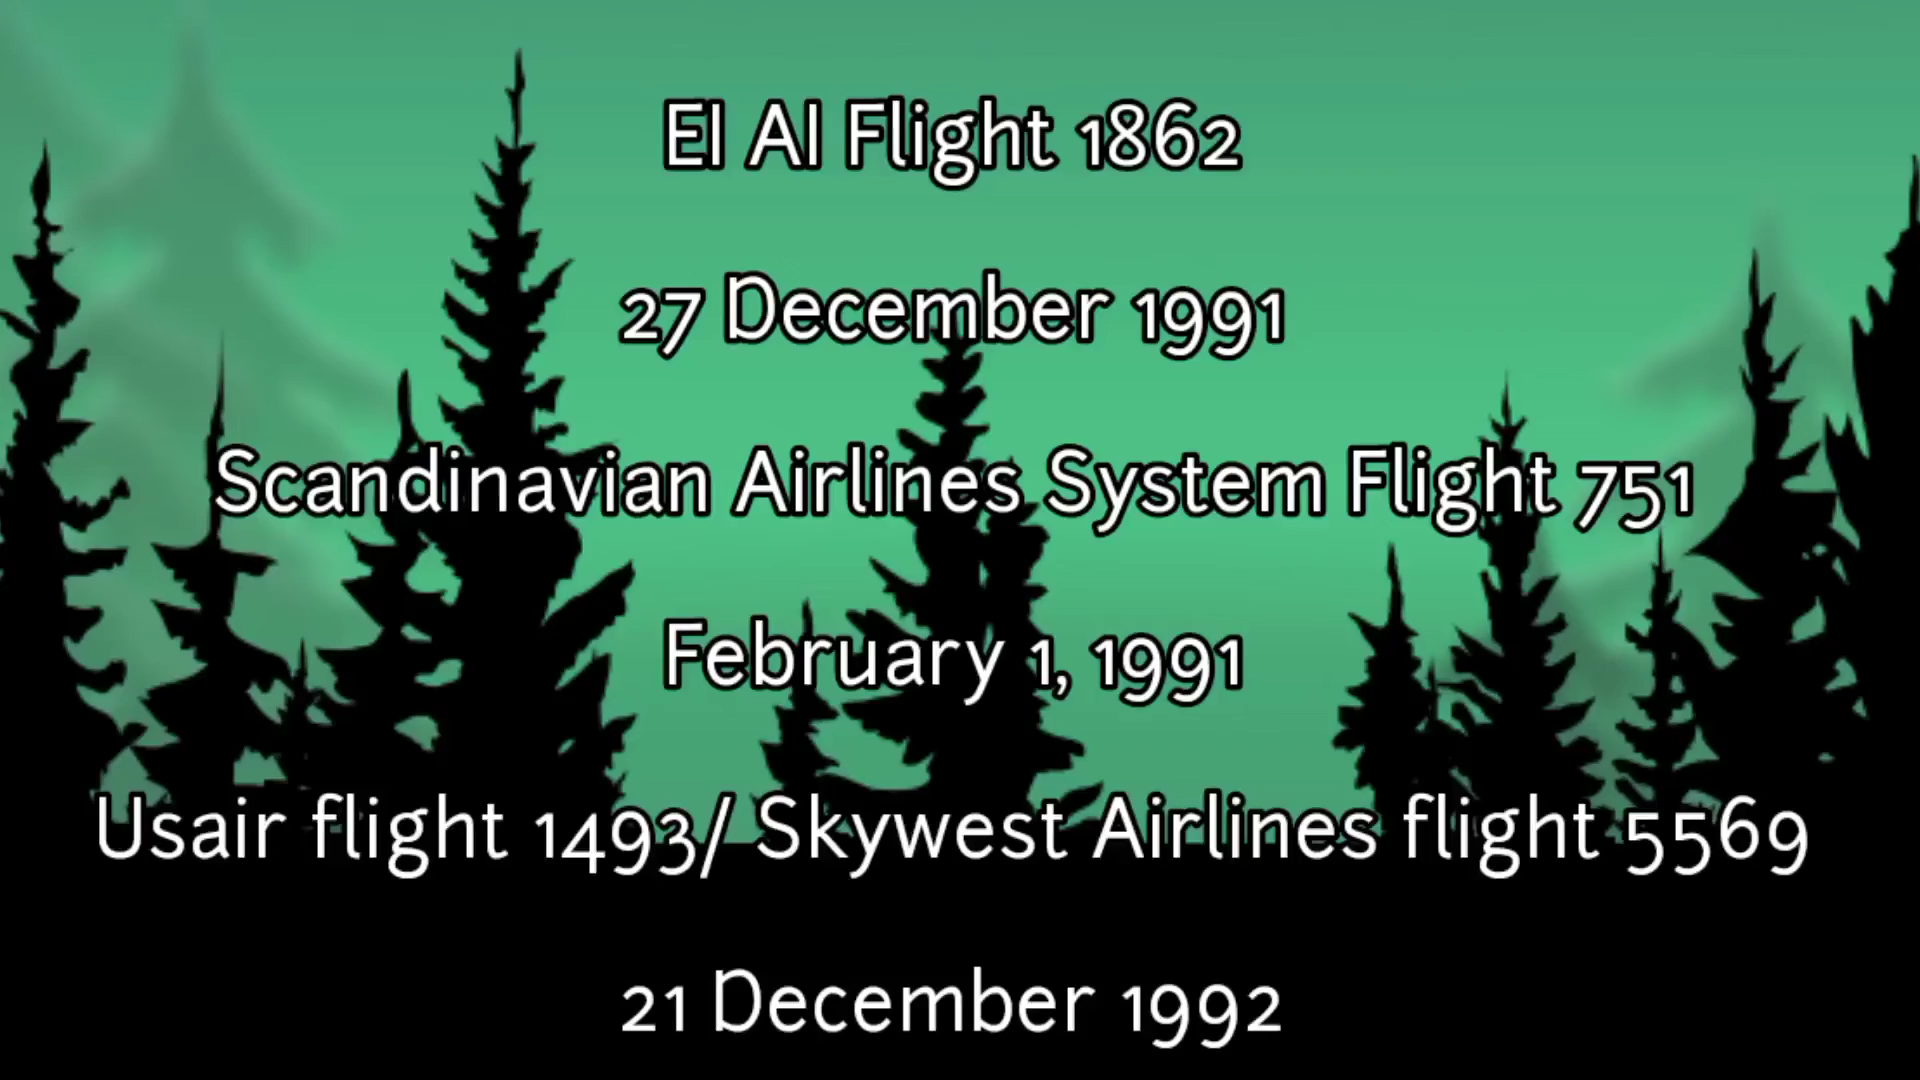 El Al Flight 1862
27 December 1991
Scandinavian Airlines System Flight 751
February 1, 1991
Usair flight 1493/ Skywest Airlines flight 5569
21 December 1992